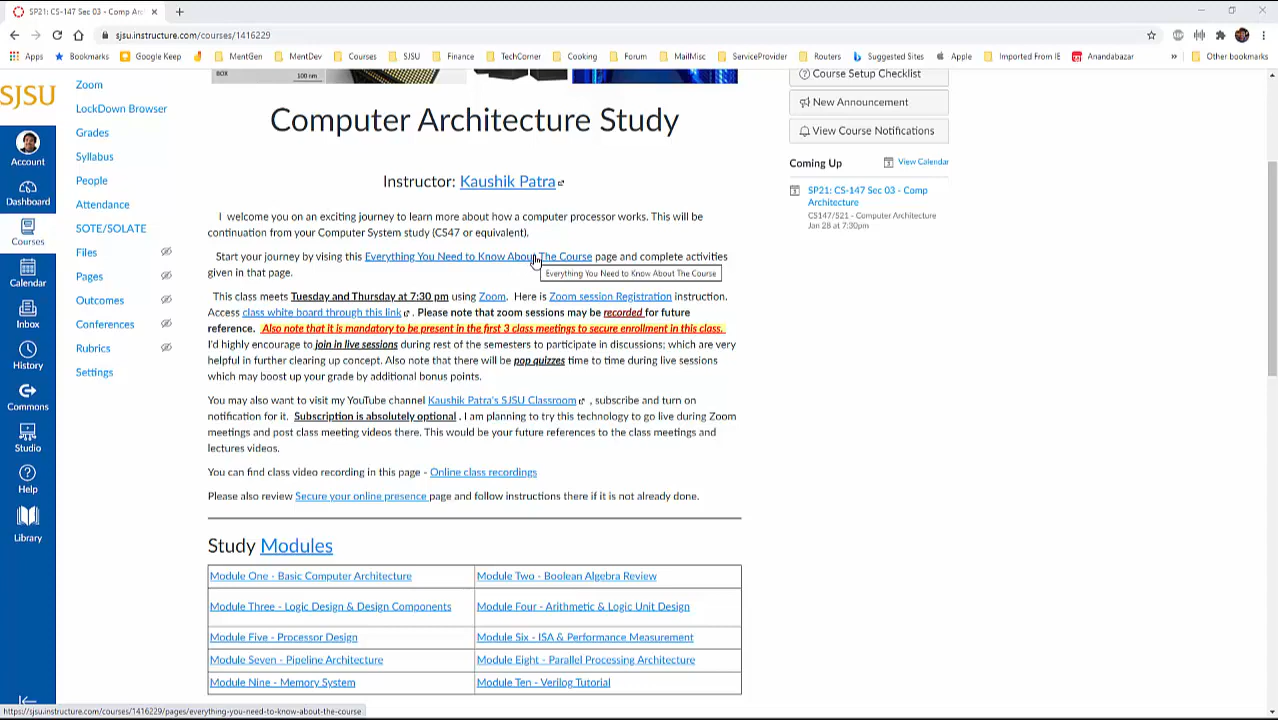 SP21: CS-147 Sec 03 - Comp Arc
sjsu.instructure.com/courses/1416229
Apps Bookmarks Google Keep MentGen MentDev Courses SJSU Finance TechCorner Cooking Forum MailMisc ServiceProvider Routers Suggested Sites Apple Imported From IE Anandabazar » Other bookmarks
SJSU
Account
Dashboard
Courses
Calendar
Inbox
History
Commons
Studio
Help
Library
Zoom
LockDown Browser
Grades
Syllabus
People
Attendance
SOTE/SOLATE
Files
Pages
Outcomes
Conferences
Rubrics
Settings
BOX 100 nm
Computer Architecture Study
Instructor: Kaushik Patra
I welcome you on an exciting journey to learn more about how a computer processor works. This will be
continuation from your Computer System study (CS47 or equivalent).
Start your journey by vising this Everything You Need to Know About The Course page and complete activities
given in that page.
Everything You Need to Know About The Course
This class meets Tuesday and Thursday at 7:30 pm using Zoom. Here is Zoom session Registration instruction.
Access class white board through this link . Please note that zoom sessions may be recorded for future
reference. Also note that it is mandatory to be present in the first 3 class meetings to secure enrollment in this class.
I'd highly encourage to join in live sessions during rest of the semesters to participate in discussions; which are very
helpful in further clearing up concept. Also note that there will be pop quizzes time to time during live sessions
which may boost up your grade by additional bonus points.
You may also want to visit my YouTube channel Kaushik Patra's SJSU Classroom , subscribe and turn on
notification for it. Subscription is absolutely optional . I am planning to try this technology to go live during Zoom
meetings and post class meeting videos there. This would be your future references to the class meetings and
lectures videos.
You can find class video recording in this page - Online class recordings
Please also review Secure your online presence page and follow instructions there if it is not already done.
Study Modules
Module One - Basic Computer Architecture Module Two - Boolean Algebra Review
Module Three - Logic Design & Design Components Module Four - Arithmetic & Logic Unit Design
Module Five - Processor Design Module Six - ISA & Performance Measurement
Module Seven - Pipeline Architecture Module Eight - Parallel Processing Architecture
Module Nine - Memory System Module Ten - Verilog Tutorial
Course Setup Checklist
New Announcement
View Course Notifications
Coming Up View Calendar
SP21: CS-147 Sec 03 - Comp
Architecture
CS147/521 - Computer Architecture
Jan 28 at 7:30pm
https://sjsu.instructure.com/courses/1416229/pages/everything-you-need-to-know-about-the-course